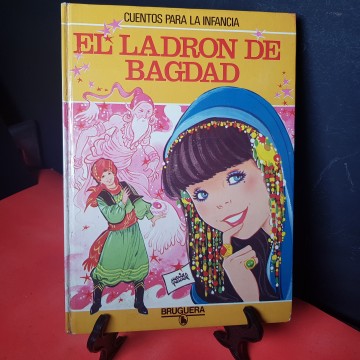 CUENTOS PARA LA INFANCIA
EL LADRON DE
BAGDAD
BRUGUERA